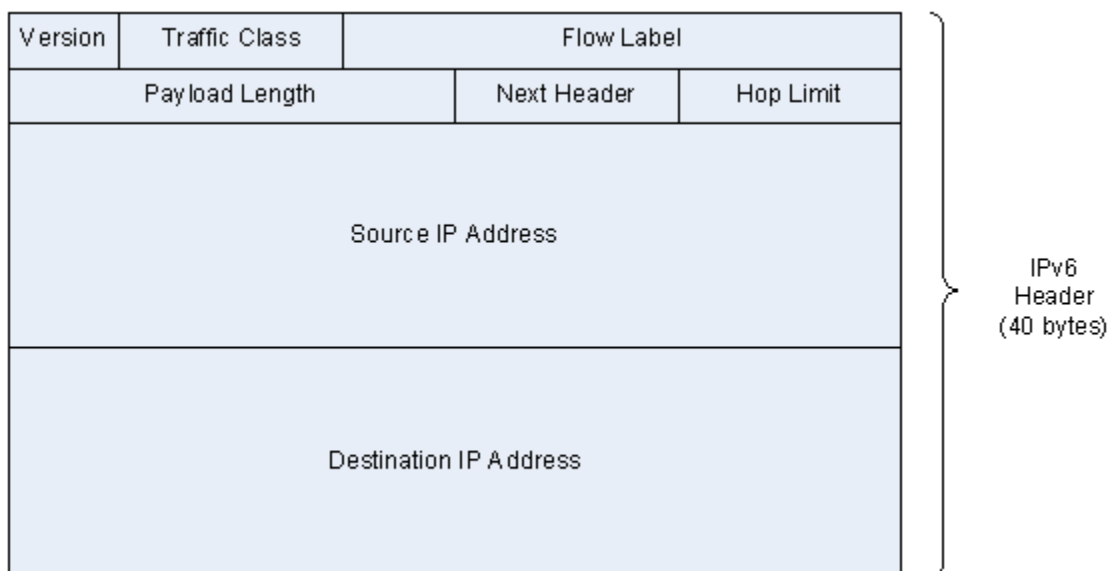 Version Traffic Class Flow Label
Payload Length Next Header Hop Limit
Source IP Address
Destination IP Address
IPv6
Header
(40 bytes)